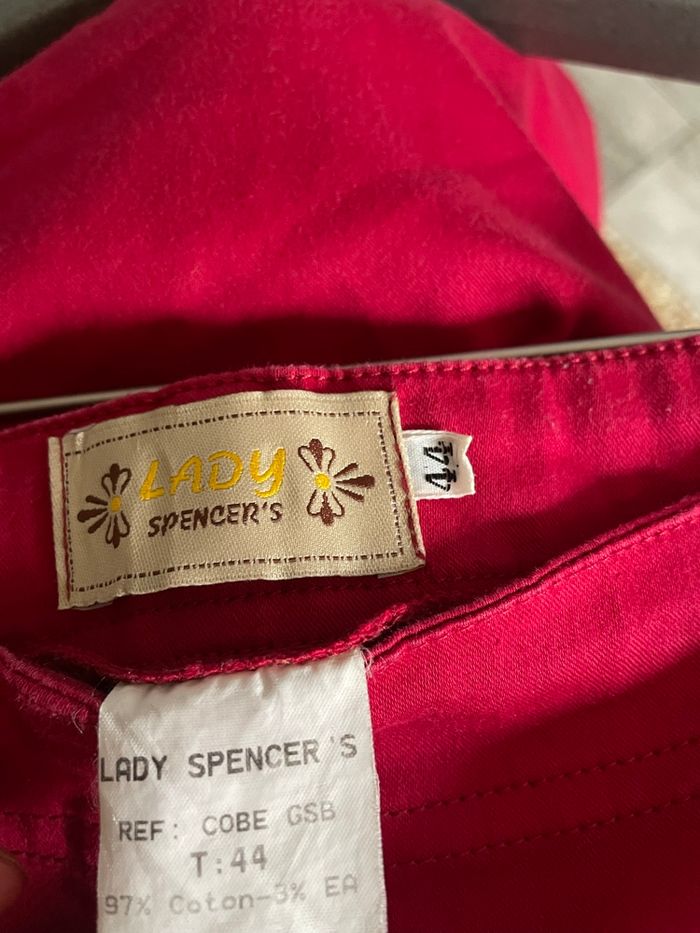 LADY
SPENCER'S
44
LADY SPENCER'S
REF: COBE GSB
T:44
97% Coton-3% EA